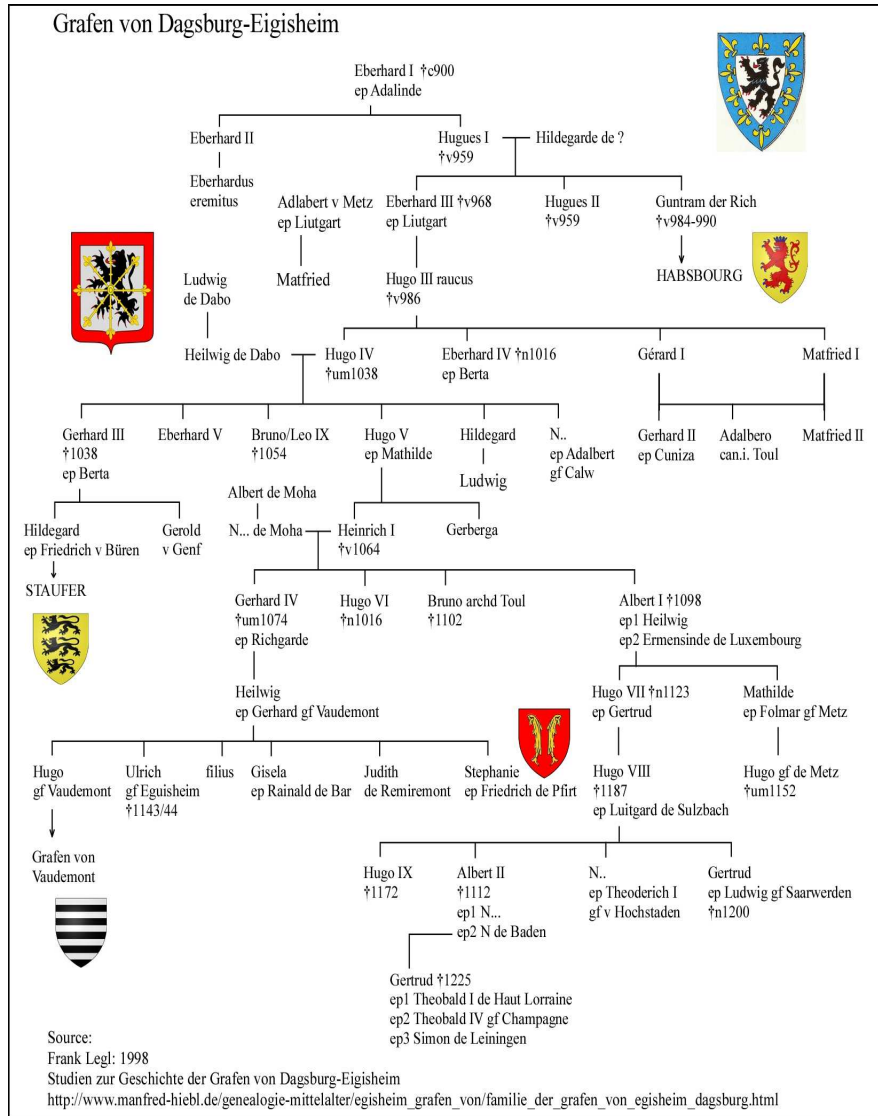 Grafen von Dagsburg-Eigisheim
Eberhard I †c900
ep Adalinde
Eberhard II
Hugues I
†v959
Hildegarde de ?
Eberhardus
eremitus
Adlabert v Metz
ep Liutgart
Eberhard III †v968
ep Liutgart
Hugues II
†v959
Guntram der Rich
†v984-990
Ludwig
de Dabo
Matfried
Hugo III raucus
†v986
HABSBOURG
Heilwig de Dabo
Hugo IV
†um1038
Eberhard IV †n1016
ep Berta
Gérard I
Matfried I
Gerhard III
†1038
ep Berta
Eberhard V
Bruno/Leo IX
†1054
Hugo V
ep Mathilde
Hildegard
Ludwig
N..
ep Adalbert
gf Calw
Gerhard II
ep Cuniza
Adalbero
can.i. Toul
Matfried II
Albert de Moha
Hildegard
ep Friedrich v Büren
Gerold
v Genf
N... de Moha
Heinrich I
†v1064
Gerberga
STAUFER
Gerhard IV
†um1074
ep Richgarde
Hugo VI
†n1016
Bruno archd Toul
†1102
Albert I †1098
ep1 Heilwig
ep2 Ermensinde de Luxembourg
Heilwig
ep Gerhard gf Vaudemont
Hugo VII †n1123
ep Gertrud
Mathilde
ep Folmar gf Metz
Hugo
gf Vaudemont
Ulrich
gf Eguisheim
†1143/44
filius
Gisela
ep Rainald de Bar
Judith
de Remiremont
Stephanie
ep Friedrich de Pfirt
Hugo VIII
†1187
ep Luitgard de Sulzbach
Hugo gf de Metz
†um1152
Grafen von
Vaudemont
Hugo IX
†1172
Albert II
†1112
ep1 N...
ep2 N de Baden
N..
ep Theoderich I
gf v Hochstaden
Gertrud
ep Ludwig gf Saarwerden
†n1200
Gertrud †1225
ep1 Theobald I de Haut Lorraine
ep2 Theobald IV gf Champagne
ep3 Simon de Leiningen
Source:
Frank Legl: 1998
Studien zur Geschichte der Grafen von Dagsburg-Eigisheim
http://www.manfred-hiebl.de/genealogie-mittelalter/egisheim_grafen_von/familie_der_grafen_von_egisheim_dagsburg.html